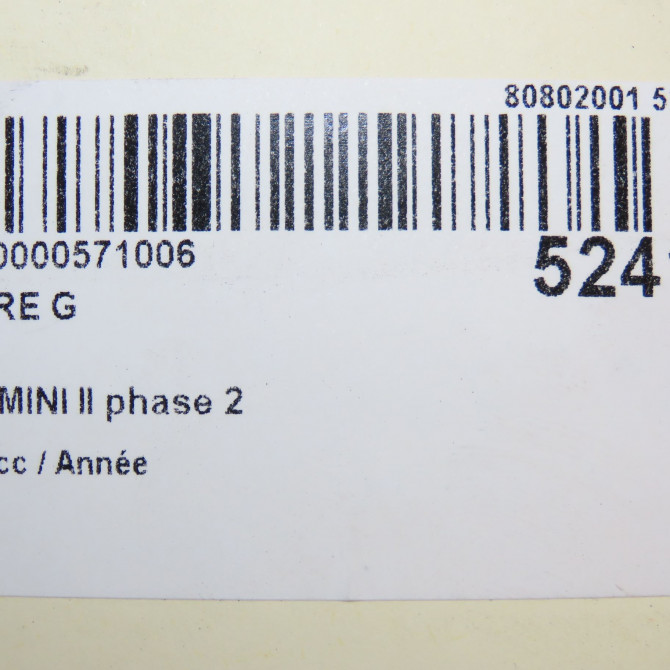 80802001 5
0000571006
524
RE G
MINI II phase 2
cc / Année